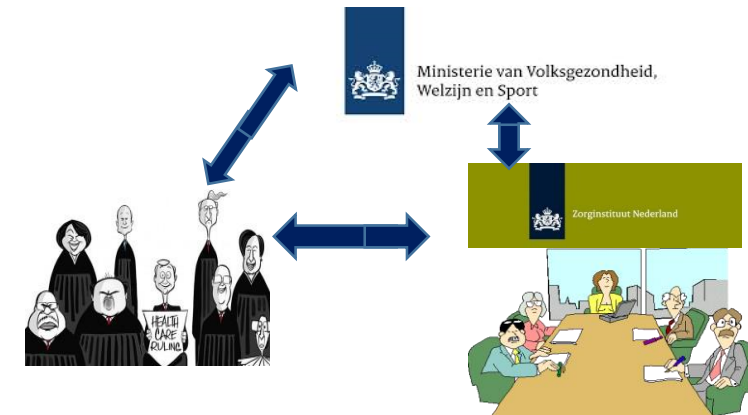 Ministerie van Volksgezondheid,
Welzijn en Sport
Zorginstituut Nederland
HEALTH
CARE
RULING